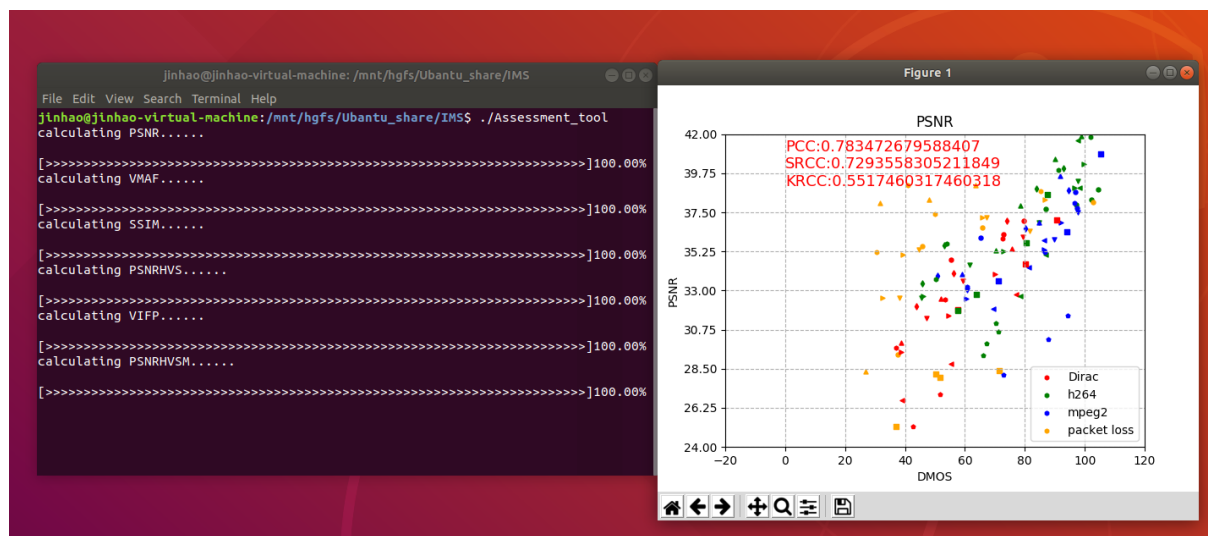 jinhao@jinhao-virtual-machine: /mnt/hgfs/Ubantu_share/IMS
File Edit View Search Terminal Help
jinhao@jinhao-virtual-machine:/mnt/hgfs/Ubantu_share/IMS$ ./Assessment_tool
calculating PSNR......
[>>>>>>>>>>>>>>>>>>>>>>>>>>>>>>>>>>>>>>>>>>>>>>>>>>>>>>>>>>>>>>>>>>>>>>]100.00%
calculating VMAF......
[>>>>>>>>>>>>>>>>>>>>>>>>>>>>>>>>>>>>>>>>>>>>>>>>>>>>>>>>>>>>>>>>>>>>>>]100.00%
calculating SSIM......
[>>>>>>>>>>>>>>>>>>>>>>>>>>>>>>>>>>>>>>>>>>>>>>>>>>>>>>>>>>>>>>>>>>>>>>]100.00%
calculating PSNRHVS......
[>>>>>>>>>>>>>>>>>>>>>>>>>>>>>>>>>>>>>>>>>>>>>>>>>>>>>>>>>>>>>>>>>>>>>>]100.00%
calculating VIFP......
[>>>>>>>>>>>>>>>>>>>>>>>>>>>>>>>>>>>>>>>>>>>>>>>>>>>>>>>>>>>>>>>>>>>>>>]100.00%
calculating PSNRHVSM......
[>>>>>>>>>>>>>>>>>>>>>>>>>>>>>>>>>>>>>>>>>>>>>>>>>>>>>>>>>>>>>>>>>>>>>>]100.00%
Figure 1
PSNR
PCC:0.783472679588407
SRCC:0.7293558305211849
KRCC:0.5517460317460318
42.00
39.75
37.50
35.25
33.00
30.75
28.50
26.25
24.00
PSNR
−20 0 20 40 60 80 100 120
DMOS
Dirac
h264
mpeg2
packet loss